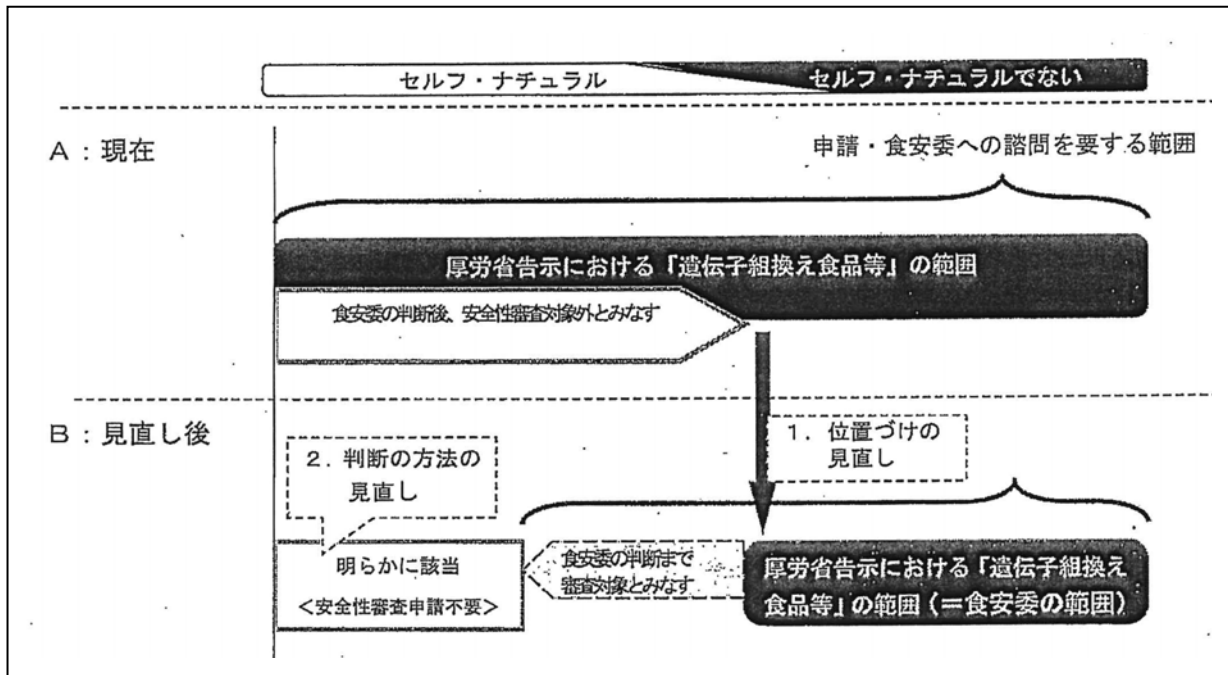 セルフ・ナチュラル
セルフ・ナチュラルでない
A：現在
申請・食安委への諮問を要する範囲
厚労省告示における『遺伝子組換え食品等』の範囲
食安委の判断後、安全性審査対象外とみなす
B：見直し後
1．位置づけの
見直し
2．判断の方法の
見直し
明らかに該当
＜安全性審査申請不要＞
食安委の判断まで
審査対象とみなす
厚労省告示における『遺伝子組換え
食品等』の範囲（＝食安委の範囲）